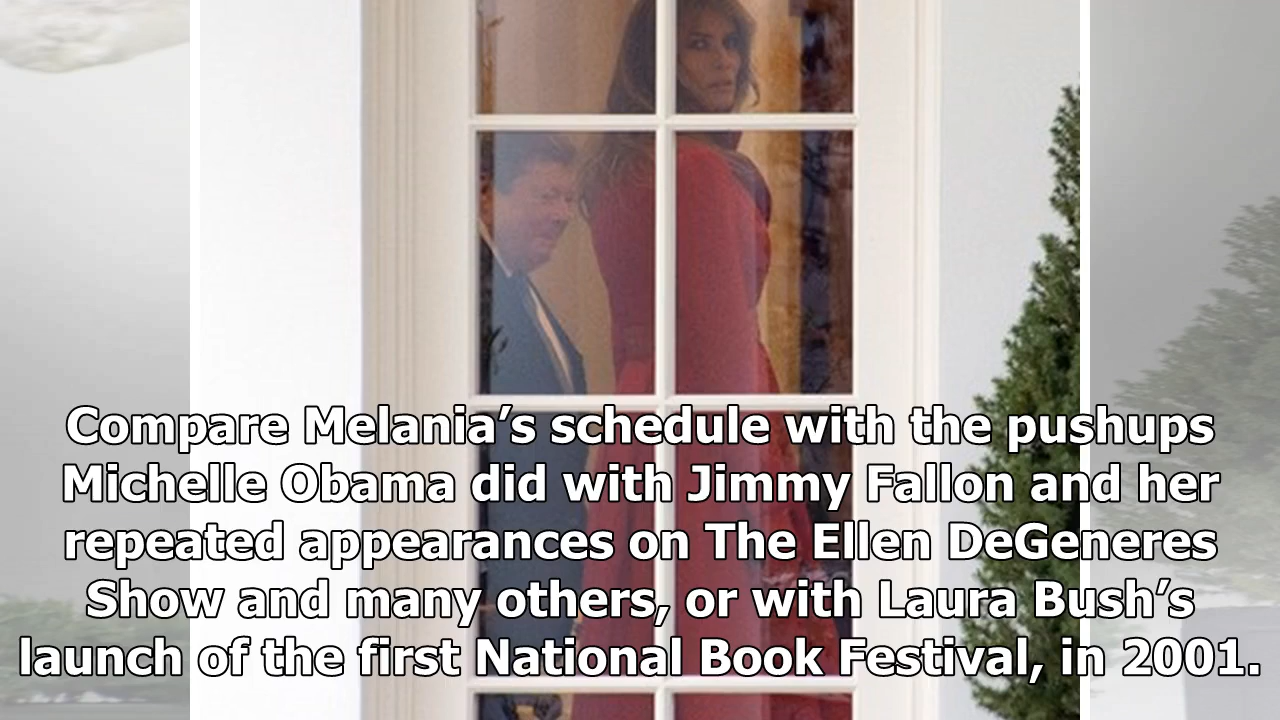 Compare Melania’s schedule with the pushups
Michelle Obama did with Jimmy Fallon and her
repeated appearances on The Ellen DeGeneres
Show and many others, or with Laura Bush’s
launch of the first National Book Festival, in 2001.